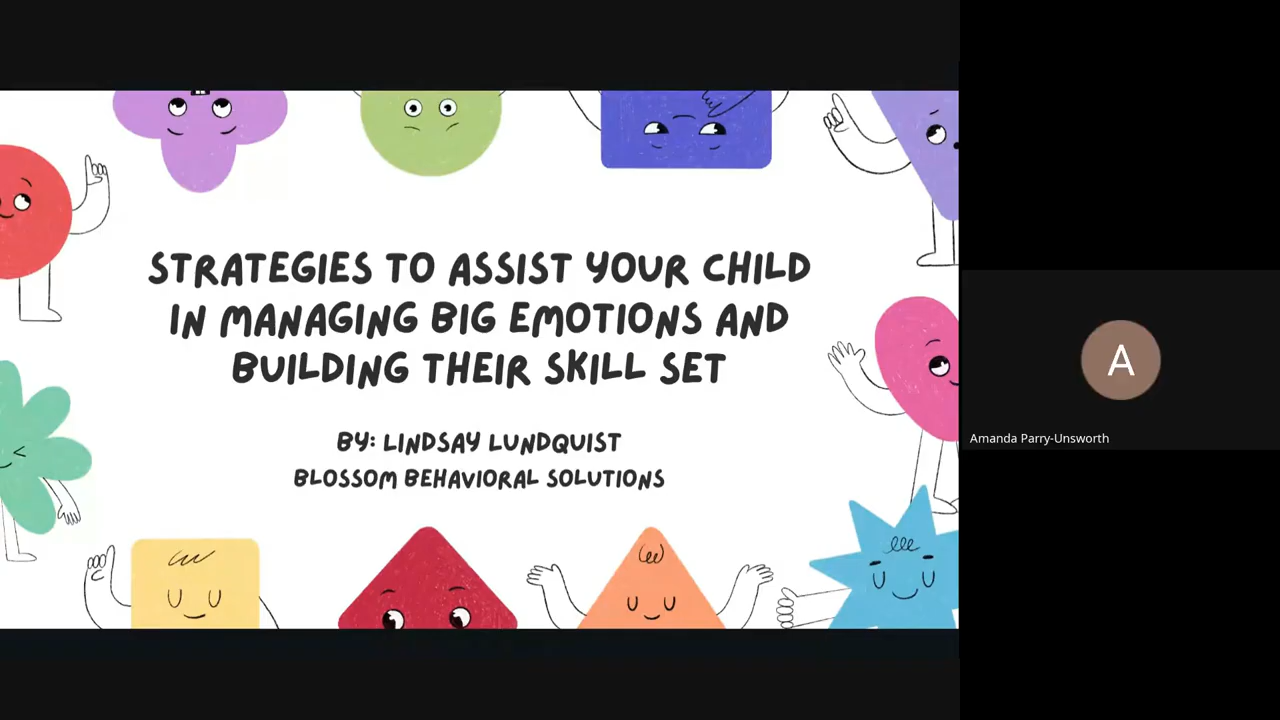 STRATEGIES TO ASSIST YOUR CHILD
IN MANAGING BIG EMOTIONS AND
BUILDING THEIR SKILL SET
BY: LINDSAY LUNDQUIST
BLOSSOM BEHAVIORAL SOLUTIONS
A
Amanda Parry-Unsworth